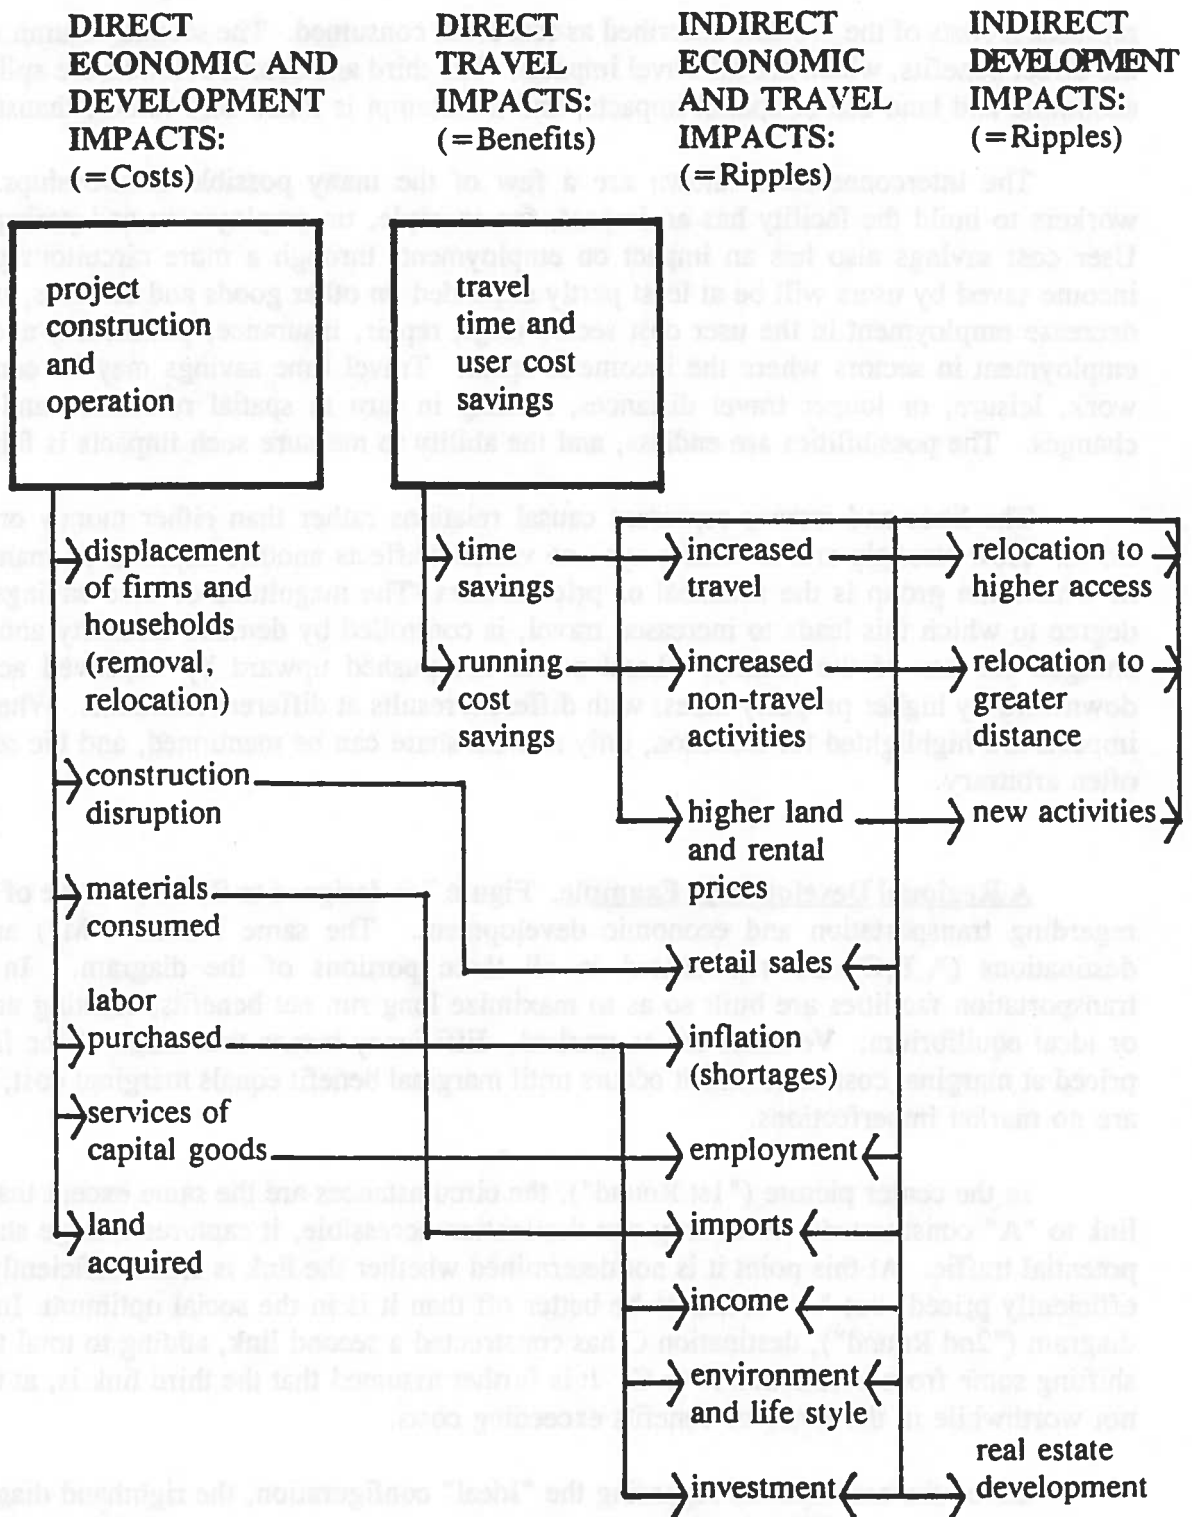 DIRECT
ECONOMIC AND
DEVELOPMENT
IMPACTS:
(=Costs)
DIRECT
TRAVEL
IMPACTS:
(=Benefits)
INDIRECT
ECONOMIC
AND TRAVEL
IMPACTS:
(=Ripples)
INDIRECT
DEVELOPMENT
IMPACTS:
(=Ripples)
project
construction
and
operation
travel
time and
user cost
savings
displacement
of firms and
households
(removal,
relocation)
construction
disruption
materials
consumed
labor
purchased
services of
capital goods
land
acquired
time
savings
running
cost
savings
increased
travel
increased
non-travel
activities
higher land
and rental
prices
retail sales
inflation
(shortages)
employment
imports
income
environment
and life style
investment
relocation to
higher access
relocation to
greater
distance
new activities
real estate
development